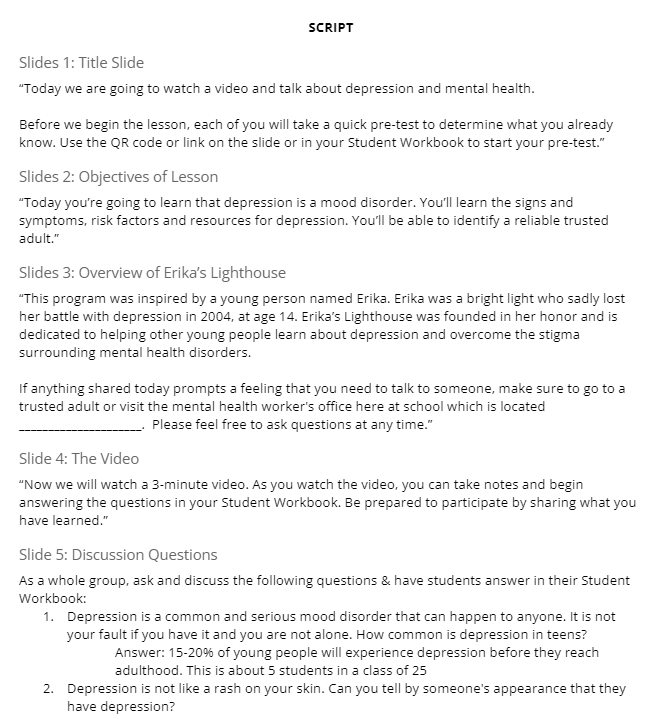 SCRIPT
Slides 1: Title Slide
“Today we are going to watch a video and talk about depression and mental health.
Before we begin the lesson, each of you will take a quick pre-test to determine what you already
know. Use the QR code or link on the slide or in your Student Workbook to start your pre-test.”
Slides 2: Objectives of Lesson
“Today you’re going to learn that depression is a mood disorder. You’ll learn the signs and
symptoms, risk factors and resources for depression. You’ll be able to identify a reliable trusted
adult.”
Slides 3: Overview of Erika’s Lighthouse
“This program was inspired by a young person named Erika. Erika was a bright light who sadly lost
her battle with depression in 2004, at age 14. Erika’s Lighthouse was founded in her honor and is
dedicated to helping other young people learn about depression and overcome the stigma
surrounding mental health disorders.
If anything shared today prompts a feeling that you need to talk to someone, make sure to go to a
trusted adult or visit the mental health worker's office here at school which is located
_____________________. Please feel free to ask questions at any time.”
Slide 4: The Video
“Now we will watch a 3-minute video. As you watch the video, you can take notes and begin
answering the questions in your Student Workbook. Be prepared to participate by sharing what you
have learned.”
Slide 5: Discussion Questions
As a whole group, ask and discuss the following questions & have students answer in their Student
Workbook:
1. Depression is a common and serious mood disorder that can happen to anyone. It is not
your fault if you have it and you are not alone. How common is depression in teens?
Answer: 15-20% of young people will experience depression before they reach
adulthood. This is about 5 students in a class of 25
2. Depression is not like a rash on your skin. Can you tell by someone's appearance that they
have depression?